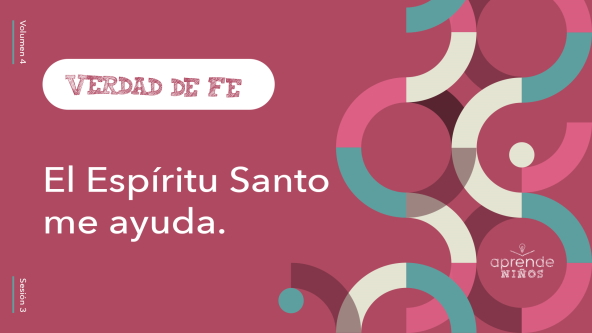 Volumen 4
VERDAD DE FE
El Espíritu Santo
me ayuda.
aprende
NIÑOS
Sesión 3